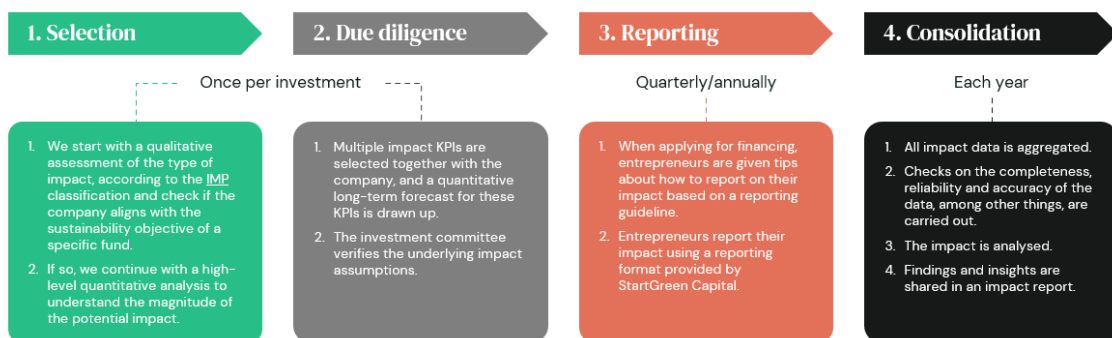 1. Selection
2. Due diligence
3. Reporting
4. Consolidation
Once per investment
Quarterly/annually
Each year
1. We start with a qualitative
assessment of the type of
impact, according to the IMP
classification and check if the
company aligns with the
sustainability objective of a
specific fund.
2. If so, we continue with a high-
level quantitative analysis to
understand the magnitude of
the potential impact.
1. Multiple impact KPIs are
selected together with the
company, and a quantitative
long-term forecast for these
KPIs is drawn up.
2. The investment committee
verifies the underlying impact
assumptions.
1. When applying for financing,
entrepreneurs are given tips
about how to report on their
impact based on a reporting
guideline.
2. Entrepreneurs report their
impact using a reporting
format provided by
StartGreen Capital.
1. All impact data is aggregated.
2. Checks on the completeness,
reliability and accuracy of the
data, among other things, are
carried out.
3. The impact is analysed.
4. Findings and insights are
shared in an impact report.